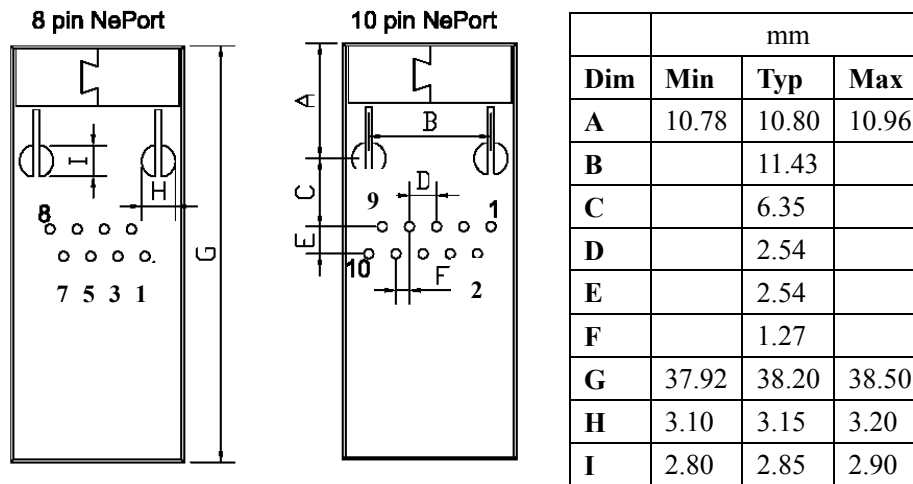 8 pin NePort
10 pin NePort
I
H
G
8
7 5 3 1
A
B
C
D
9
1
E
10
F
2
mm
Dim Min Typ Max
A 10.78 10.80 10.96
B 11.43
C 6.35
D 2.54
E 2.54
F 1.27
G 37.92 38.20 38.50
H 3.10 3.15 3.20
I 2.80 2.85 2.90